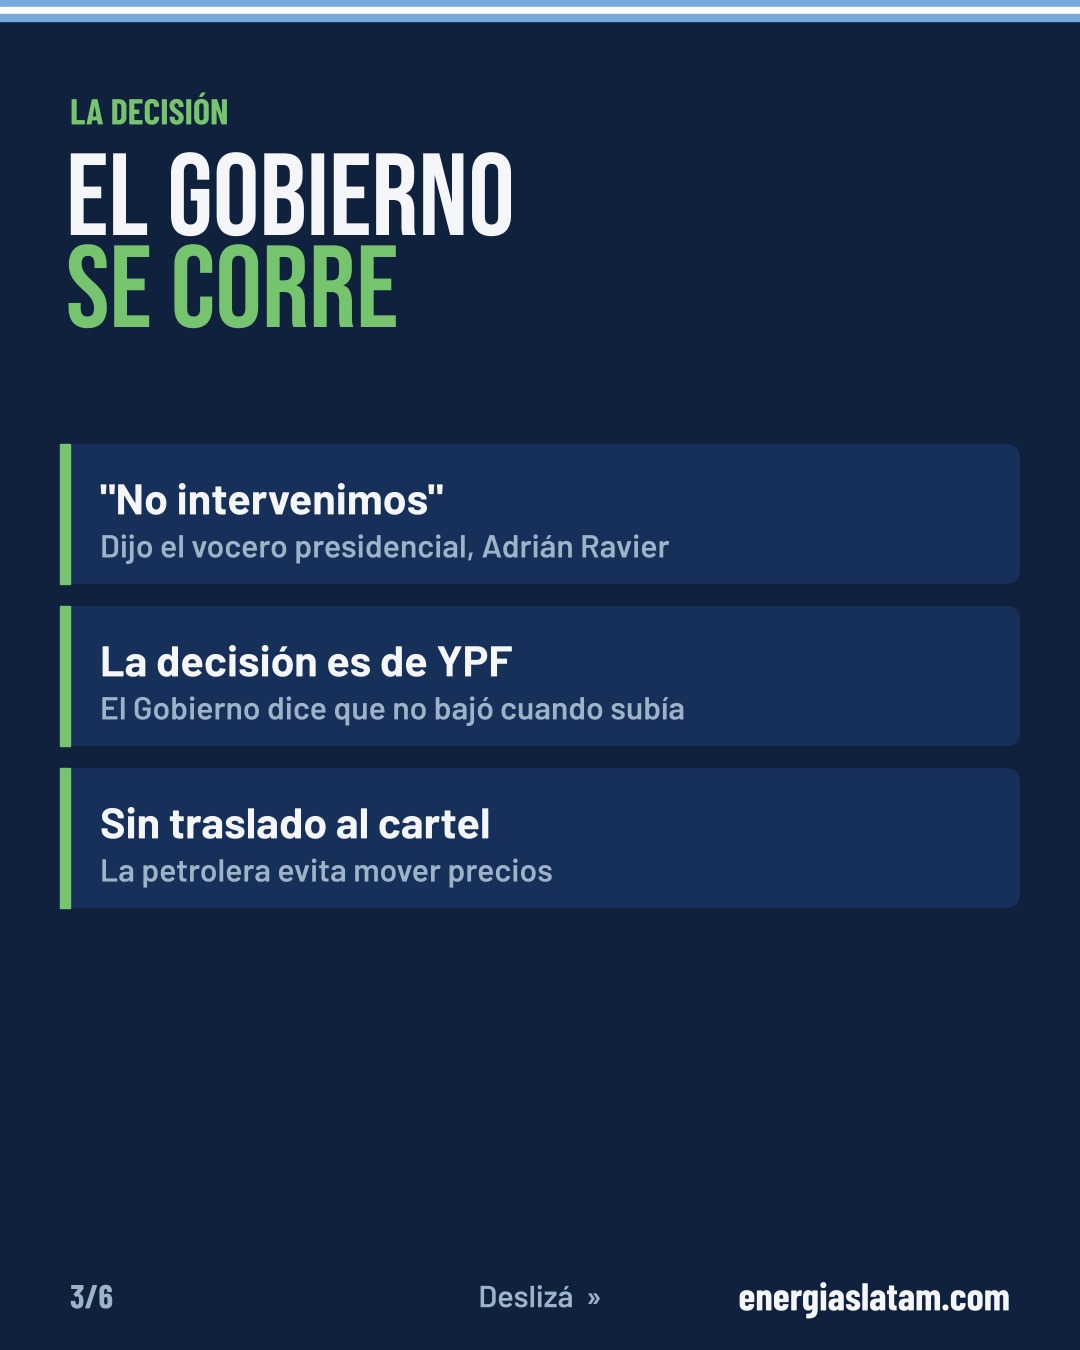 LA DECISIÓN
EL GOBIERNO
SE CORRE
"No intervenimos"
Dijo el vocero presidencial, Adrián Ravier
La decisión es de YPF
El Gobierno dice que no bajó cuando subía
Sin traslado al cartel
La petrolera evita mover precios
3/6
Deslizá »
energiaslatam.com